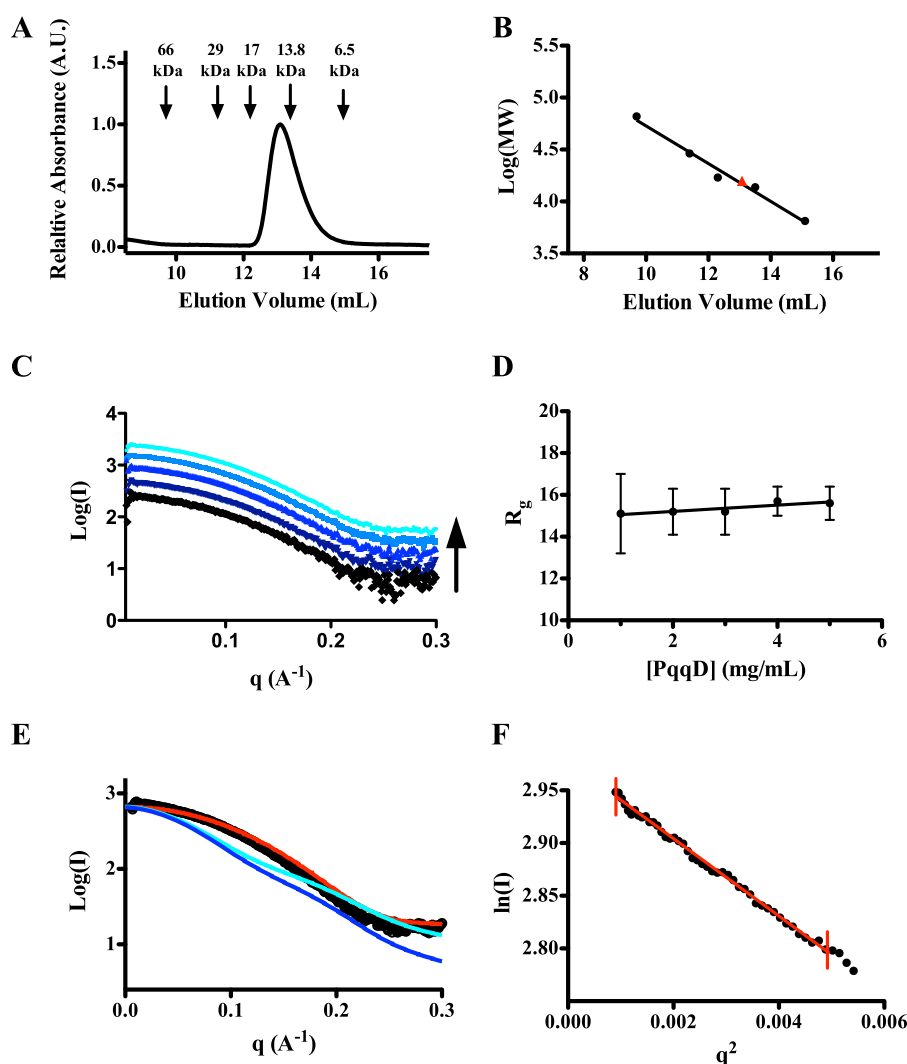 A
66 kDa
29 kDa
17 kDa
13.8 kDa
6.5 kDa
Relaltive Absorbance (A.U.)
1.5
1.0
0.5
0.0
10 12 14 16
Elution Volume (mL)
B
Log(MW)
5.5
5.0
4.5
4.0
3.5
8 10 12 14 16
Elution Volume (mL)
C
Log(I)
4
3
2
1
0
0.1 0.2 0.3
q (A⁻¹)
D
Rg
20
18
16
14
12
10
0 2 4 6
[PqqD] (mg/mL)
E
Log(I)
3
2
1
0.0 0.1 0.2 0.3
q (A⁻¹)
F
ln(I)
2.95
2.90
2.85
2.80
0.000 0.002 0.004 0.006
q²